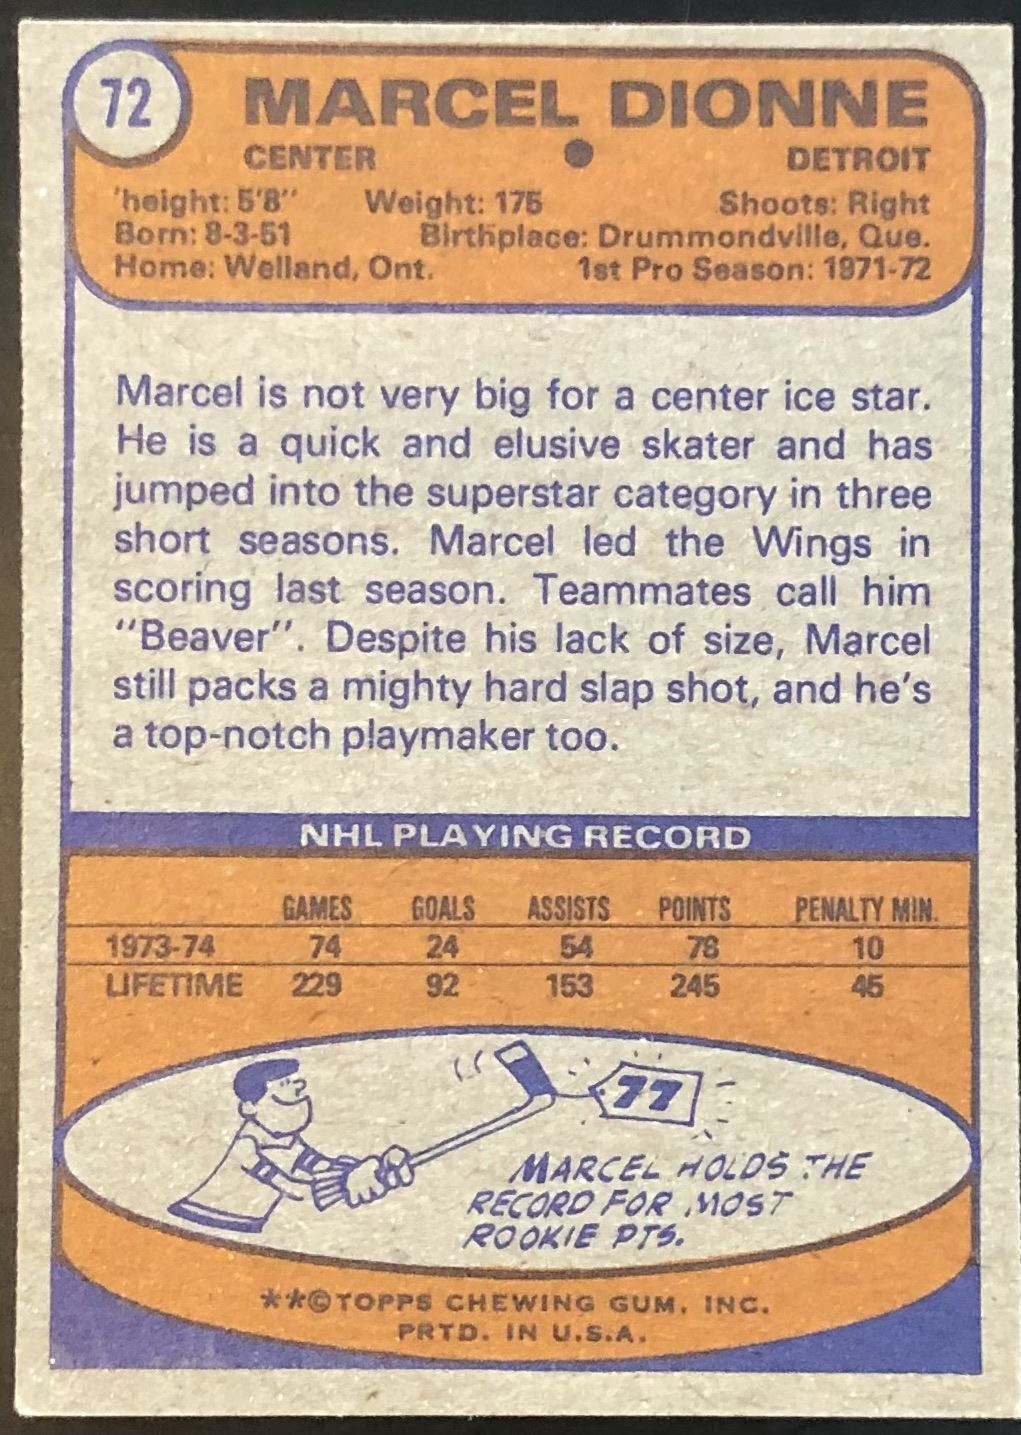 72
MARCEL DIONNE
CENTER DETROIT
'height: 5'8" Weight: 175 Shoots: Right
Born: 8-3-51 Birthplace: Drummondville, Que.
Home: Welland, Ont. 1st Pro Season: 1971-72
Marcel is not very big for a center ice star.
He is a quick and elusive skater and has
jumped into the superstar category in three
short seasons. Marcel led the Wings in
scoring last season. Teammates call him
"Beaver". Despite his lack of size, Marcel
still packs a mighty hard slap shot, and he's
a top-notch playmaker too.
NHL PLAYING RECORD
GAMES GOALS ASSISTS POINTS PENALTY MIN.
1973-74 74 24 54 78 10
LIFETIME 229 92 153 245 45
77
MARCEL HOLDS THE
RECORD FOR MOST
ROOKIE PTS.
**©TOPPS CHEWING GUM, INC.
PRTD. IN U.S.A.